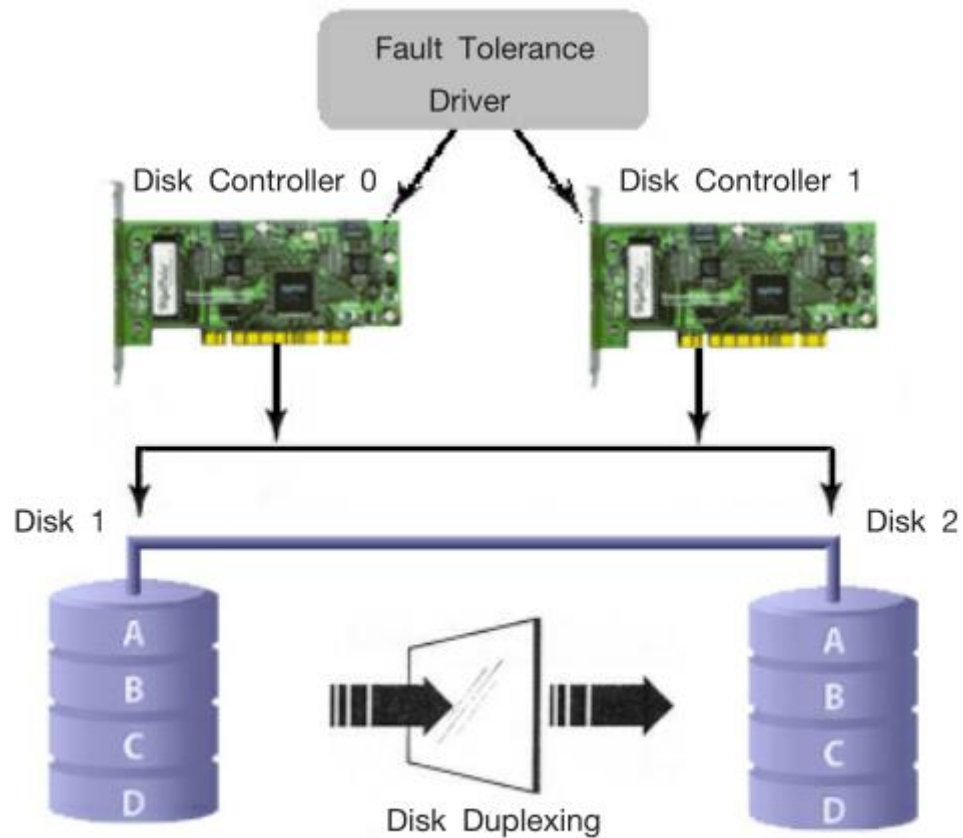 Fault Tolerance
Driver
Disk Controller 0
Disk Controller 1
Disk 1
Disk 2
A
B
C
D
A
B
C
D
Disk Duplexing